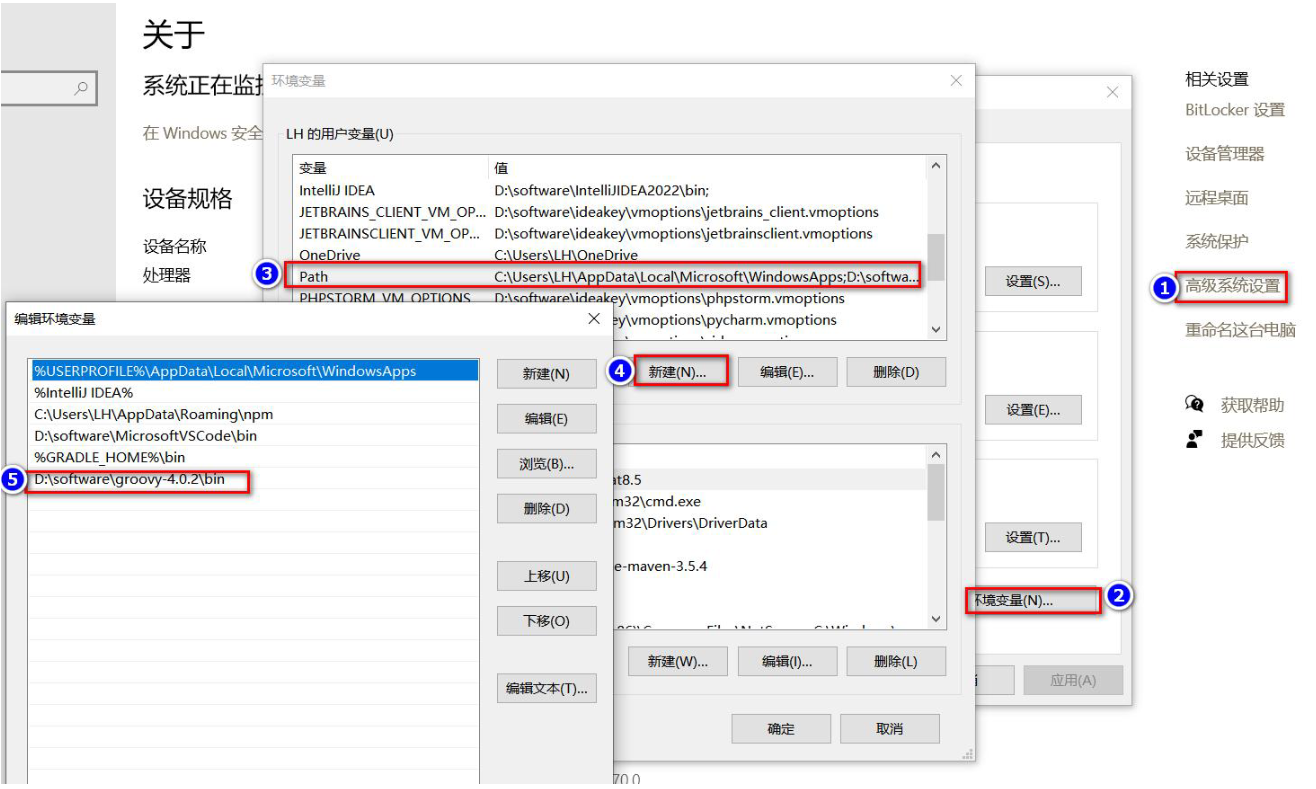 关于
系统正在监
在 Windows 安全
设备规格
设备名称
处理器
环境变量
LH 的用户变量(U)
变量 值
IntelliJ IDEA D:\software\IntelliJIDEA2022\bin;
JETBRAINS_CLIENT_VM_OP... D:\software\ideakey\vmoptions\jetbrains_client.vmoptions
JETBRAINSCLIENT_VM_OP... D:\software\ideakey\vmoptions\jetbrainsclient.vmoptions
OneDrive C:\Users\LH\OneDrive
3 Path C:\Users\LH\AppData\Local\Microsoft\WindowsApps;D:\softwa...
PHPSTORM_VM_OPTIONS D:\software\ideakey\vmoptions\phpstorm.vmoptions
ey\vmoptions\pycharm.vmoptions
4 新建(N)... 编辑(E)... 删除(D)
at8.5
m32\cmd.exe
m32\Drivers\DriverData
e-maven-3.5.4
新建(W)... 编辑(I)... 删除(L)
确定 取消
编辑环境变量
%USERPROFILE%\AppData\Local\Microsoft\WindowsApps
%IntelliJ IDEA%
C:\Users\LH\AppData\Roaming\npm
D:\software\MicrosoftVSCode\bin
%GRADLE_HOME%\bin
5 D:\software\groovy-4.0.2\bin
新建(N)
编辑(E)
浏览(B)...
删除(D)
上移(U)
下移(O)
编辑文本(T)...
设置(S)...
设置(E)...
设置(T)...
环境变量(N)... 2
应用(A)
相关设置
BitLocker 设置
设备管理器
远程桌面
系统保护
1 高级系统设置
重命名这台电脑
获取帮助
提供反馈
70.0